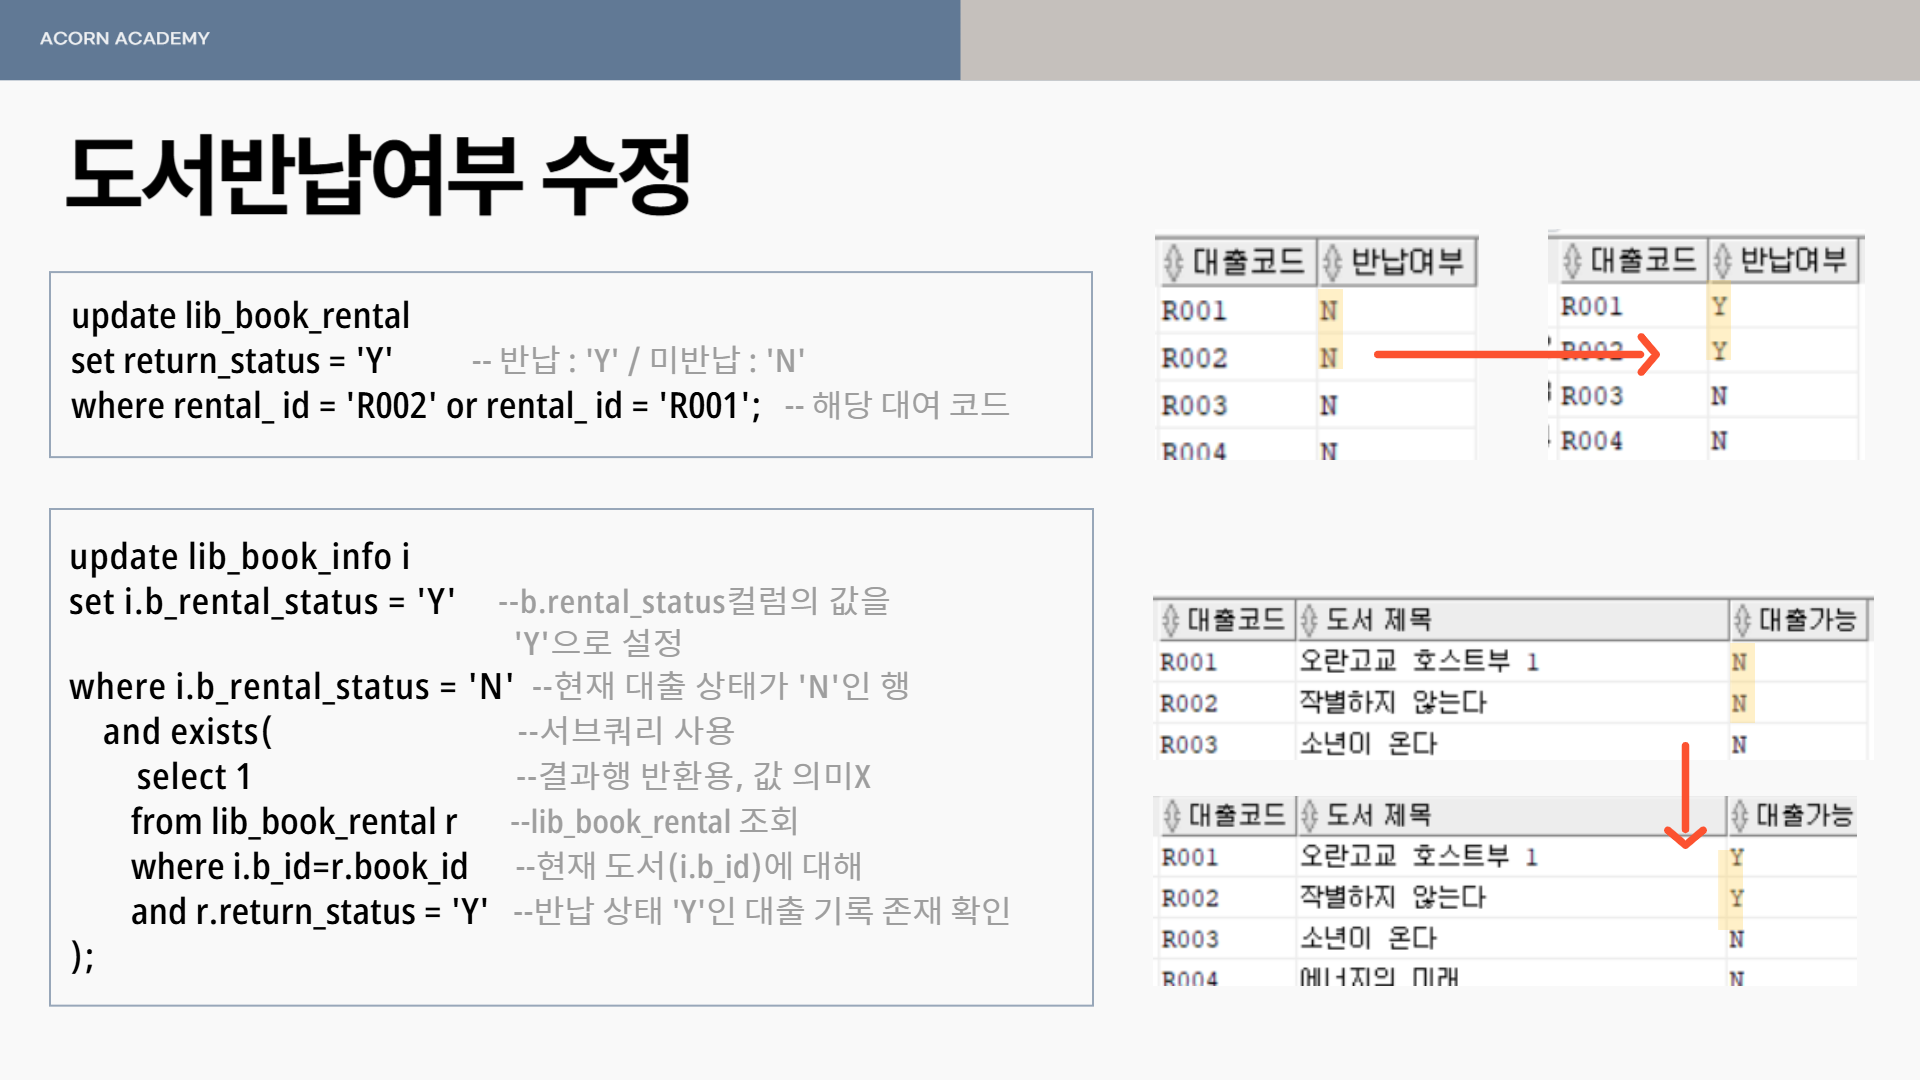 ACORN ACADEMY
도서반납여부 수정
update lib_book_rental
set return_status = 'Y' -- 반납 : 'Y' / 미반납 : 'N'
where rental_ id = 'R002' or rental_ id = 'R001'; -- 해당 대여 코드
대출코드 반납여부
R001 N
R002 N
R003 N
R004 N
대출코드 반납여부
R001 Y
R002 Y
R003 N
R004 N
update lib_book_info i
set i.b_rental_status = 'Y' --b.rental_status컬럼의 값을
'Y'으로 설정
where i.b_rental_status = 'N' --현재 대출 상태가 'N'인 행
and exists( --서브쿼리 사용
select 1 --결과행 반환용, 값 의미X
from lib_book_rental r --lib_book_rental 조회
where i.b_id=r.book_id --현재 도서(i.b_id)에 대해
and r.return_status = 'Y' --반납 상태 'Y'인 대출 기록 존재 확인
);
대출코드 도서 제목 대출가능
R001 오란고교 호스트부 1 N
R002 작별하지 않는다 N
R003 소년이 온다 N
대출코드 도서 제목 대출가능
R001 오란고교 호스트부 1 Y
R002 작별하지 않는다 Y
R003 소년이 온다 N
R004 에너지의 미래 N